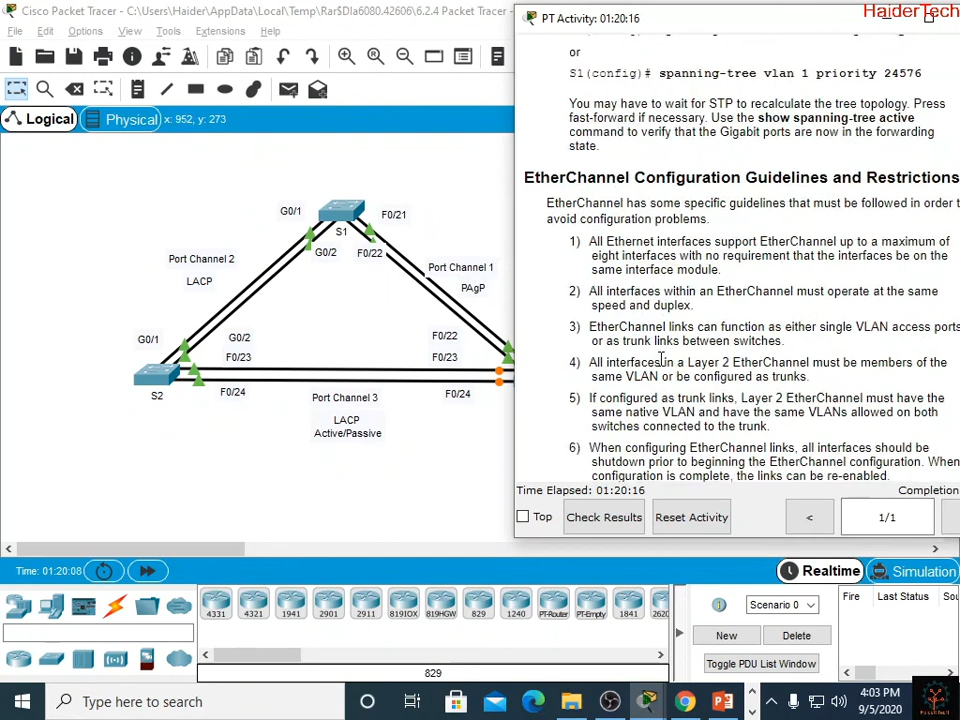 Cisco Packet Tracer - C:\Users\Haider\AppData\Local\Temp\Rar$DIa6080.42606\6.2.4 Packet Tracer -
File Edit Options View Tools Extensions Help
Logical Physical x: 952, y: 273
G0/1
F0/21
S1
G0/2
F0/22
Port Channel 2
LACP
Port Channel 1
PAgP
G0/1
G0/2
F0/23
F0/22
F0/23
S2
F0/24
F0/24
Port Channel 3
LACP
Active/Passive
HaiderTech
PT Activity: 01:20:16
or
S1(config)# spanning-tree vlan 1 priority 24576
You may have to wait for STP to recalculate the tree topology. Press
fast-forward if necessary. Use the show spanning-tree active
command to verify that the Gigabit ports are now in the forwarding
state.
EtherChannel Configuration Guidelines and Restrictions
EtherChannel has some specific guidelines that must be followed in order t
avoid configuration problems.
1) All Ethernet interfaces support EtherChannel up to a maximum of
eight interfaces with no requirement that the interfaces be on the
same interface module.
2) All interfaces within an EtherChannel must operate at the same
speed and duplex.
3) EtherChannel links can function as either single VLAN access ports
or as trunk links between switches.
4) All interfaces in a Layer 2 EtherChannel must be members of the
same VLAN or be configured as trunks.
5) If configured as trunk links, Layer 2 EtherChannel must have the
same native VLAN and have the same VLANs allowed on both
switches connected to the trunk.
6) When configuring EtherChannel links, all interfaces should be
shutdown prior to beginning the EtherChannel configuration. When
configuration is complete, the links can be re-enabled.
Time Elapsed: 01:20:16 Completion
Top Check Results Reset Activity < 1/1
Time: 01:20:08 Realtime Simulation
4331 4321 1941 2901 2911 819IOX 819HGW 829 1240 PT-Router PT-Empty 1841 2620
829
Scenario 0
New Delete
Toggle PDU List Window
Fire Last Status Sou
Type here to search
4:03 PM
9/5/2020